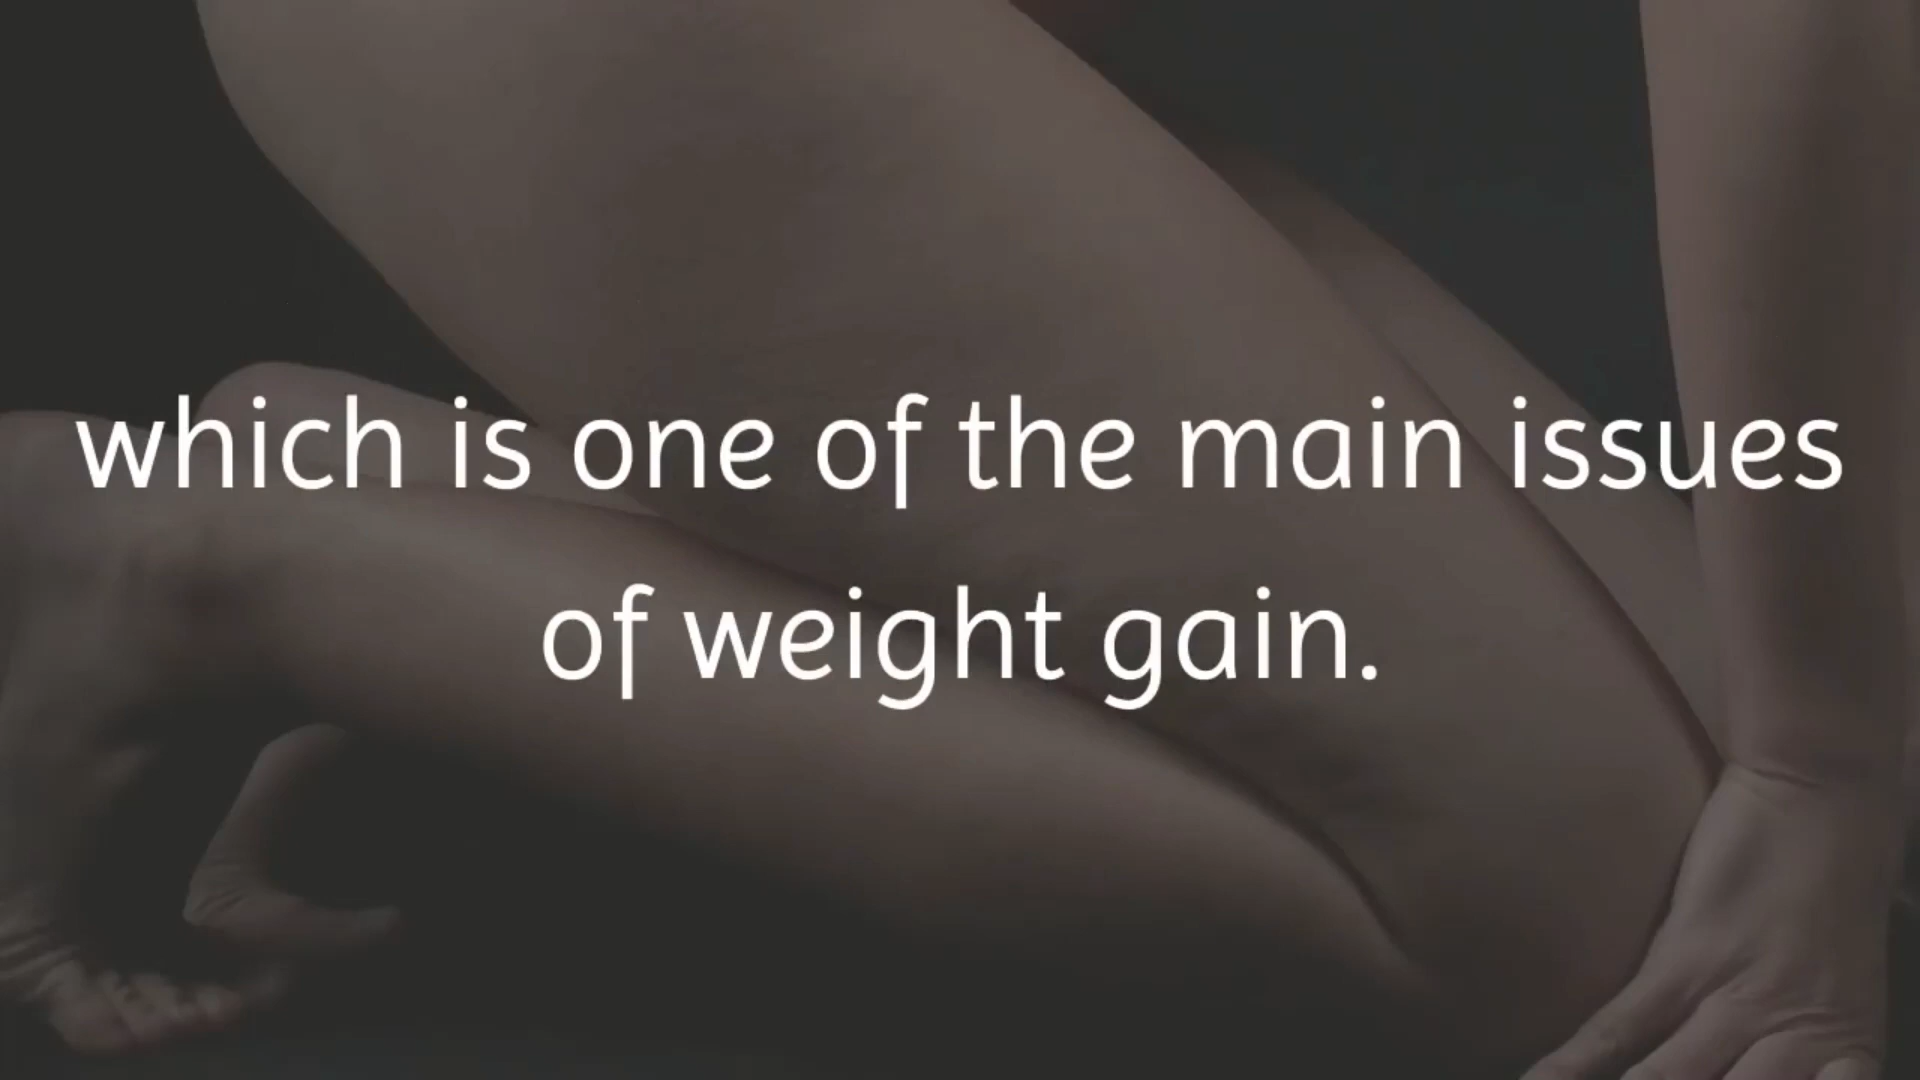 which is one of the main issues
of weight gain.